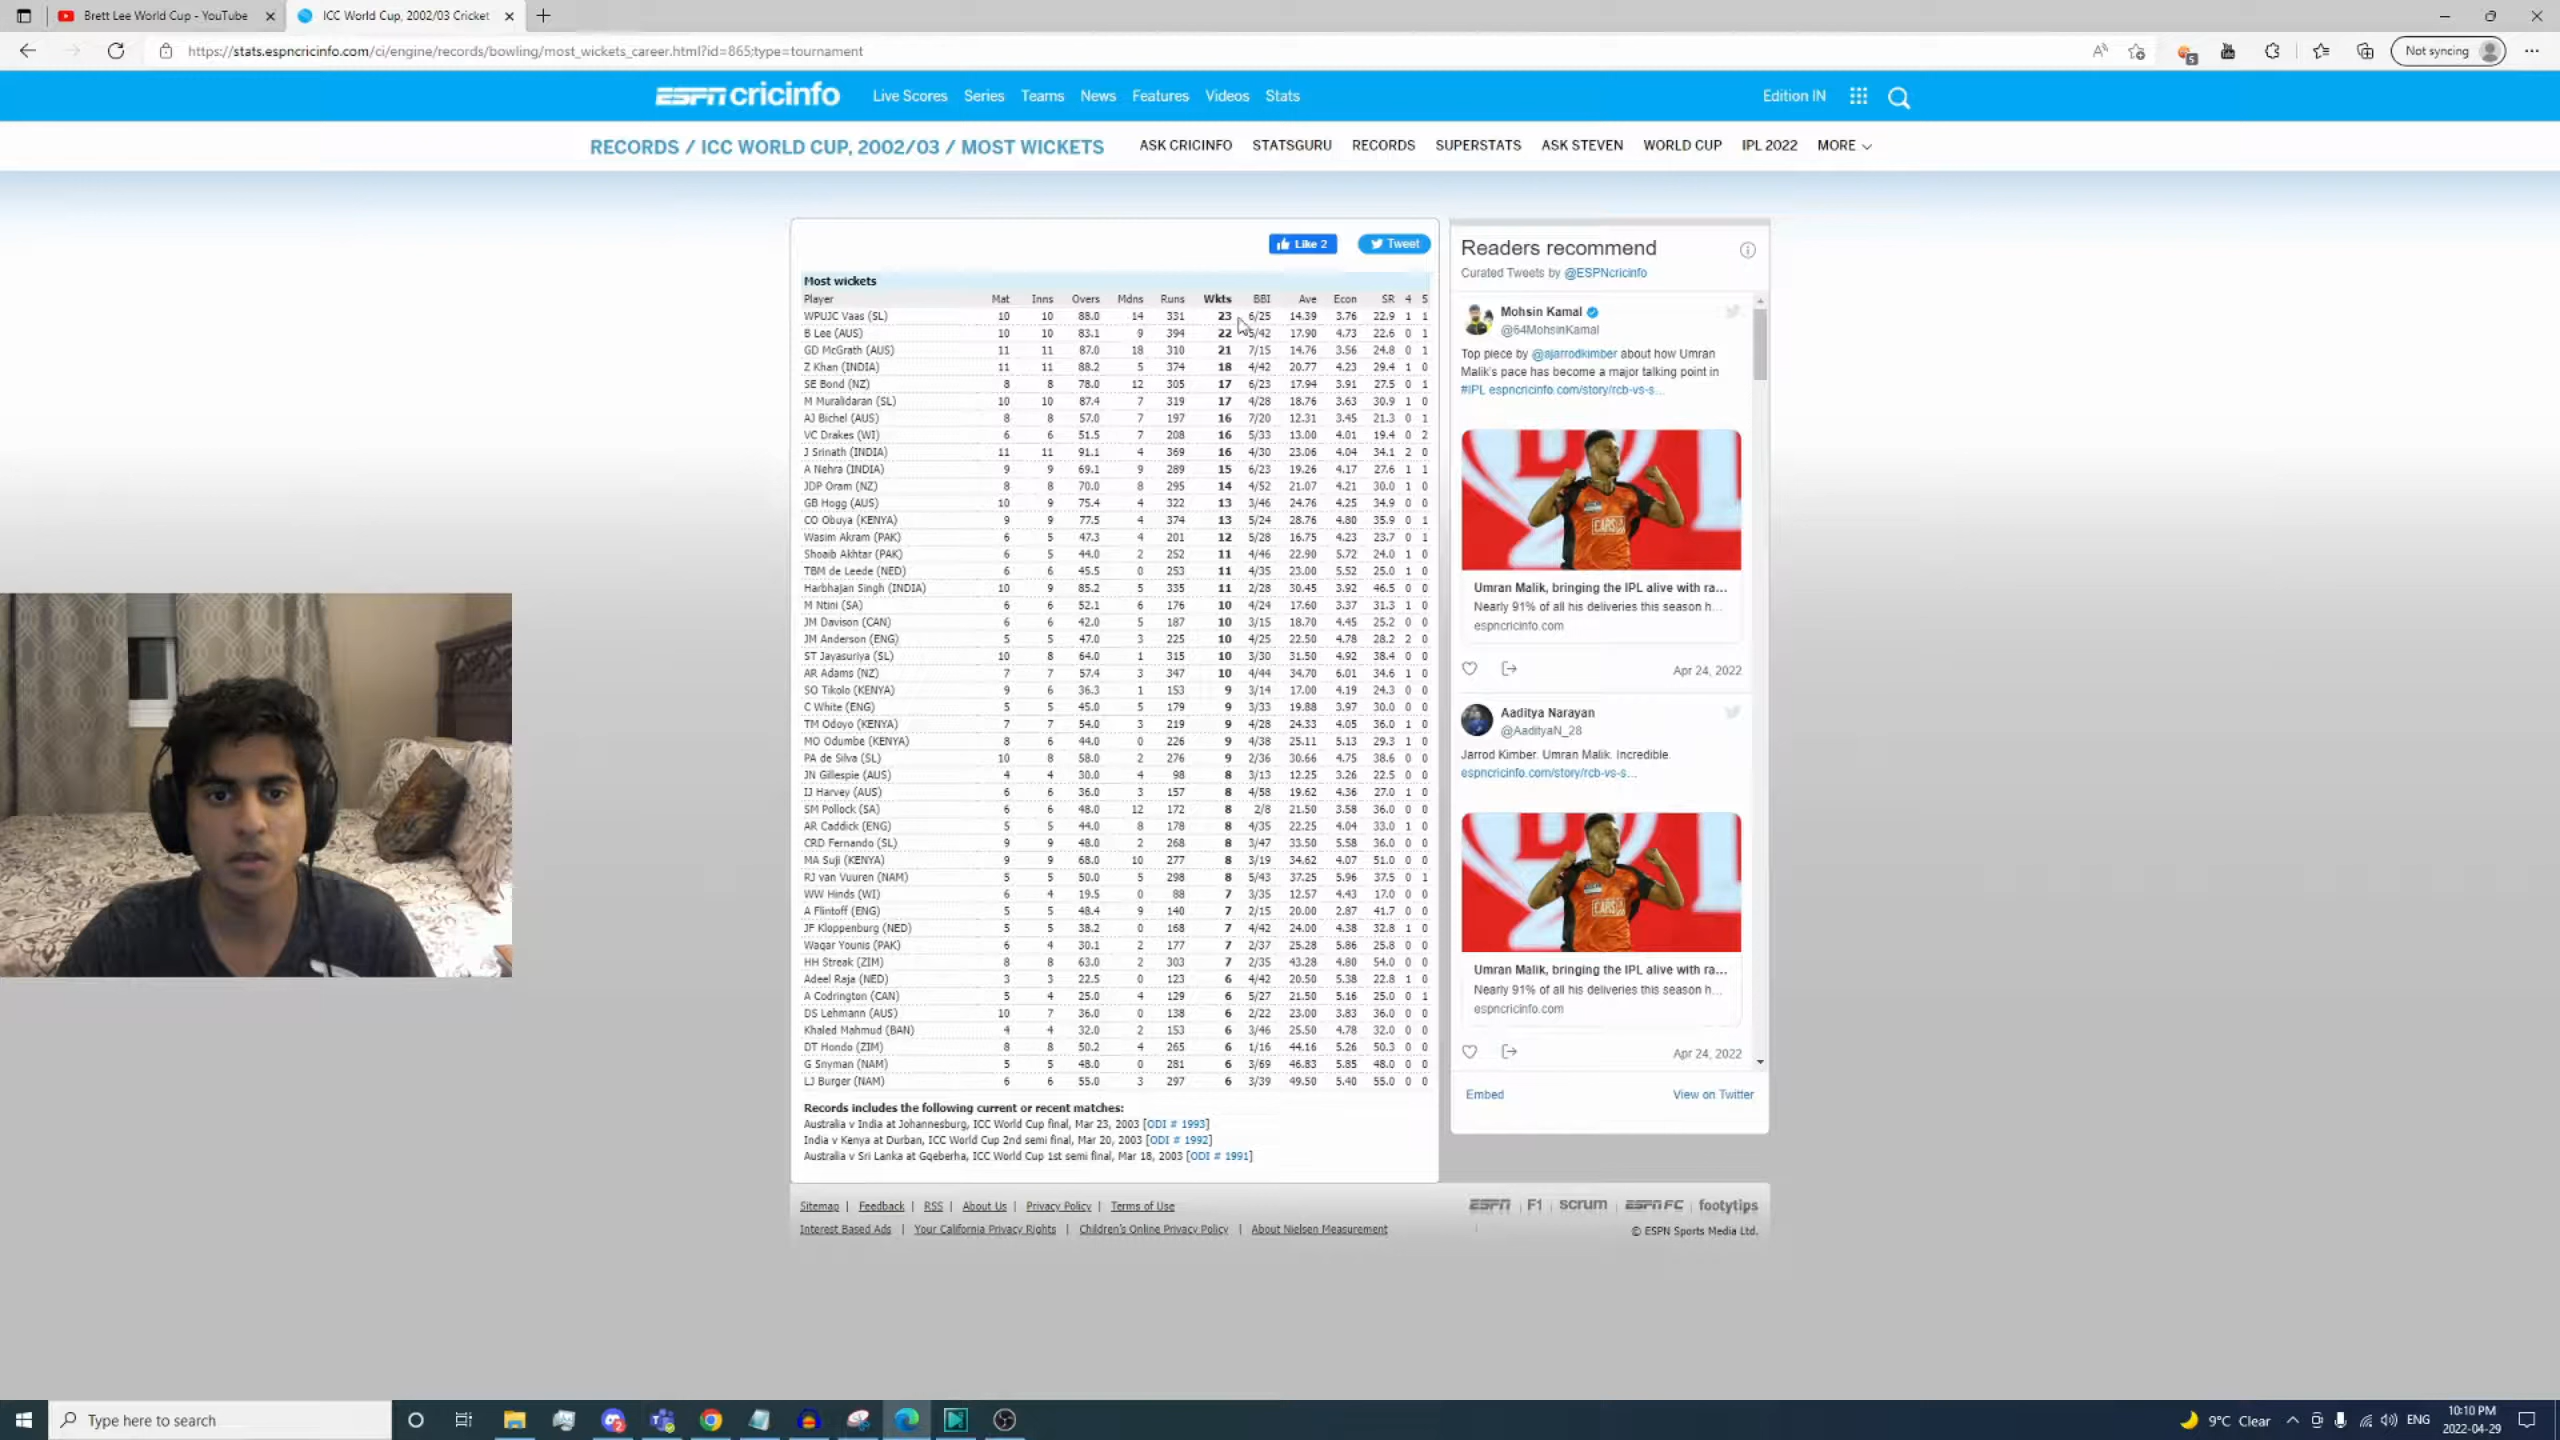 Brett Lee World Cup - YouTube
ICC World Cup, 2002/03 Cricket
https://stats.espncricinfo.com/ci/engine/records/bowling/most_wickets_career.html?id=865;type=tournament
Not syncing
ESPN cricinfo Live Scores Series Teams News Features Videos Stats Edition IN
RECORDS / ICC WORLD CUP, 2002/03 / MOST WICKETS ASK CRICINFO STATSGURU RECORDS SUPERSTATS ASK STEVEN WORLD CUP IPL 2022 MORE
Like 2 Tweet
Most wickets
Player Mat Inns Overs Mdns Runs Wkts BBI Ave Econ SR 4 5
WPUJC Vaas (SL) 10 10 88.0 14 331 23 6/25 14.39 3.76 22.9 1 1
B Lee (AUS) 10 10 83.1 9 394 22 5/42 17.90 4.73 22.6 0 1
GD McGrath (AUS) 11 11 87.0 18 310 21 7/15 14.76 3.56 24.8 0 1
Z Khan (INDIA) 11 11 88.2 5 374 18 4/42 20.77 4.23 29.4 1 0
SE Bond (NZ) 8 8 78.0 12 305 17 6/23 17.94 3.91 27.5 0 1
M Muralidaran (SL) 10 10 87.4 7 319 17 4/28 18.76 3.63 30.9 1 0
AJ Bichel (AUS) 8 8 57.0 7 197 16 7/20 12.31 3.45 21.3 0 1
VC Drakes (WI) 6 6 51.5 7 208 16 5/33 13.00 4.01 19.4 0 2
J Srinath (INDIA) 11 11 91.1 4 369 16 4/30 23.06 4.04 34.1 2 0
A Nehra (INDIA) 9 9 69.1 9 289 15 6/23 19.26 4.17 27.6 1 1
JDP Oram (NZ) 8 8 70.0 8 295 14 4/52 21.07 4.21 30.0 1 0
GB Hogg (AUS) 10 9 75.4 4 322 13 3/46 24.76 4.25 34.9 0 0
CO Obuya (KENYA) 9 9 77.5 4 374 13 5/24 28.76 4.80 35.9 0 1
Wasim Akram (PAK) 6 5 47.3 4 201 12 5/28 16.75 4.23 23.7 0 1
Shoaib Akhtar (PAK) 6 5 44.0 2 252 11 4/46 22.90 5.72 24.0 1 0
TBM de Leede (NED) 6 6 45.5 0 253 11 4/35 23.00 5.52 25.0 1 0
Harbhajan Singh (INDIA) 10 9 85.2 5 335 11 2/28 30.45 3.92 46.5 0 0
M Ntini (SA) 6 6 52.1 6 176 10 4/24 17.60 3.37 31.3 1 0
JM Davison (CAN) 6 6 42.0 5 187 10 3/15 18.70 4.45 25.2 0 0
JM Anderson (ENG) 5 5 47.0 3 225 10 4/25 22.50 4.78 28.2 2 0
ST Jayasuriya (SL) 10 8 64.0 1 315 10 3/30 31.50 4.92 38.4 0 0
AR Adams (NZ) 7 7 57.4 3 347 10 4/44 34.70 6.01 34.6 1 0
SO Tikolo (KENYA) 9 6 36.3 1 153 9 3/14 17.00 4.19 24.3 0 0
C White (ENG) 5 5 45.0 5 179 9 3/33 19.88 3.97 30.0 0 0
TM Odoyo (KENYA) 7 7 54.0 3 219 9 4/28 24.33 4.05 36.0 1 0
MO Odumbe (KENYA) 8 6 44.0 0 226 9 4/38 25.11 5.13 29.3 1 0
PA de Silva (SL) 10 8 58.0 2 276 9 2/36 30.66 4.75 38.6 0 0
JN Gillespie (AUS) 4 4 30.0 4 98 8 3/13 12.25 3.26 22.5 0 0
IJ Harvey (AUS) 6 6 36.0 3 157 8 4/58 19.62 4.36 27.0 1 0
SM Pollock (SA) 6 6 48.0 12 172 8 2/8 21.50 3.58 36.0 0 0
AR Caddick (ENG) 5 5 44.0 8 178 8 4/35 22.25 4.04 33.0 1 0
CRD Fernando (SL) 9 9 48.0 2 268 8 3/47 33.50 5.58 36.0 0 0
MA Suji (KENYA) 9 9 68.0 10 277 8 3/19 34.62 4.07 51.0 0 0
RJ van Vuuren (NAM) 5 5 50.0 5 298 8 5/43 37.25 5.96 37.5 0 1
WW Hinds (WI) 6 4 19.5 0 88 7 3/35 12.57 4.43 17.0 0 0
A Flintoff (ENG) 5 5 48.4 9 140 7 2/15 20.00 2.87 41.7 0 0
JF Kloppenburg (NED) 5 5 38.2 0 168 7 4/42 24.00 4.38 32.8 1 0
Waqar Younis (PAK) 6 4 30.1 2 177 7 2/37 25.28 5.86 25.8 0 0
HH Streak (ZIM) 8 8 63.0 2 303 7 2/35 43.28 4.80 54.0 0 0
Adeel Raja (NED) 3 3 22.5 0 123 6 4/42 20.50 5.38 22.8 1 0
A Codrington (CAN) 5 4 25.0 4 129 6 5/27 21.50 5.16 25.0 0 1
DS Lehmann (AUS) 10 7 36.0 0 138 6 2/22 23.00 3.83 36.0 0 0
Khaled Mahmud (BAN) 4 4 32.0 2 153 6 3/46 25.50 4.78 32.0 0 0
DT Hondo (ZIM) 8 8 50.2 4 265 6 1/16 44.16 5.26 50.3 0 0
G Snyman (NAM) 5 5 48.0 0 281 6 3/69 46.83 5.85 48.0 0 0
LJ Burger (NAM) 6 6 55.0 3 297 6 3/39 49.50 5.40 55.0 0 0
Records includes the following current or recent matches:
Australia v India at Johannesburg, ICC World Cup final, Mar 23, 2003 [ODI # 1993]
India v Kenya at Durban, ICC World Cup 2nd semi final, Mar 20, 2003 [ODI # 1992]
Australia v Sri Lanka at Gqeberha, ICC World Cup 1st semi final, Mar 18, 2003 [ODI # 1991]
Readers recommend
Curated Tweets by @ESPNcricinfo
Mohsin Kamal
@64MohsinKamal
Top piece by @ajarrodkimber about how Umran
Malik's pace has become a major talking point in
#IPL espncricinfo.com/story/rcb-vs-s...
CARS
Umran Malik, bringing the IPL alive with ra...
Nearly 91% of all his deliveries this season h...
espncricinfo.com
Apr 24, 2022
Aaditya Narayan
@AadityaN_28
Jarrod Kimber. Umran Malik. Incredible.
espncricinfo.com/story/rcb-vs-s...
CARS
Umran Malik, bringing the IPL alive with ra...
Nearly 91% of all his deliveries this season h...
espncricinfo.com
Apr 24, 2022
Embed View on Twitter
Sitemap | Feedback | RSS | About Us | Privacy Policy | Terms of Use
Interest Based Ads | Your California Privacy Rights | Children's Online Privacy Policy | About Nielsen Measurement
ESPN | F1 | scrum | ESPN FC | footytips
© ESPN Sports Media Ltd.
Type here to search
9°C Clear
ENG
10:10 PM
2022-04-29